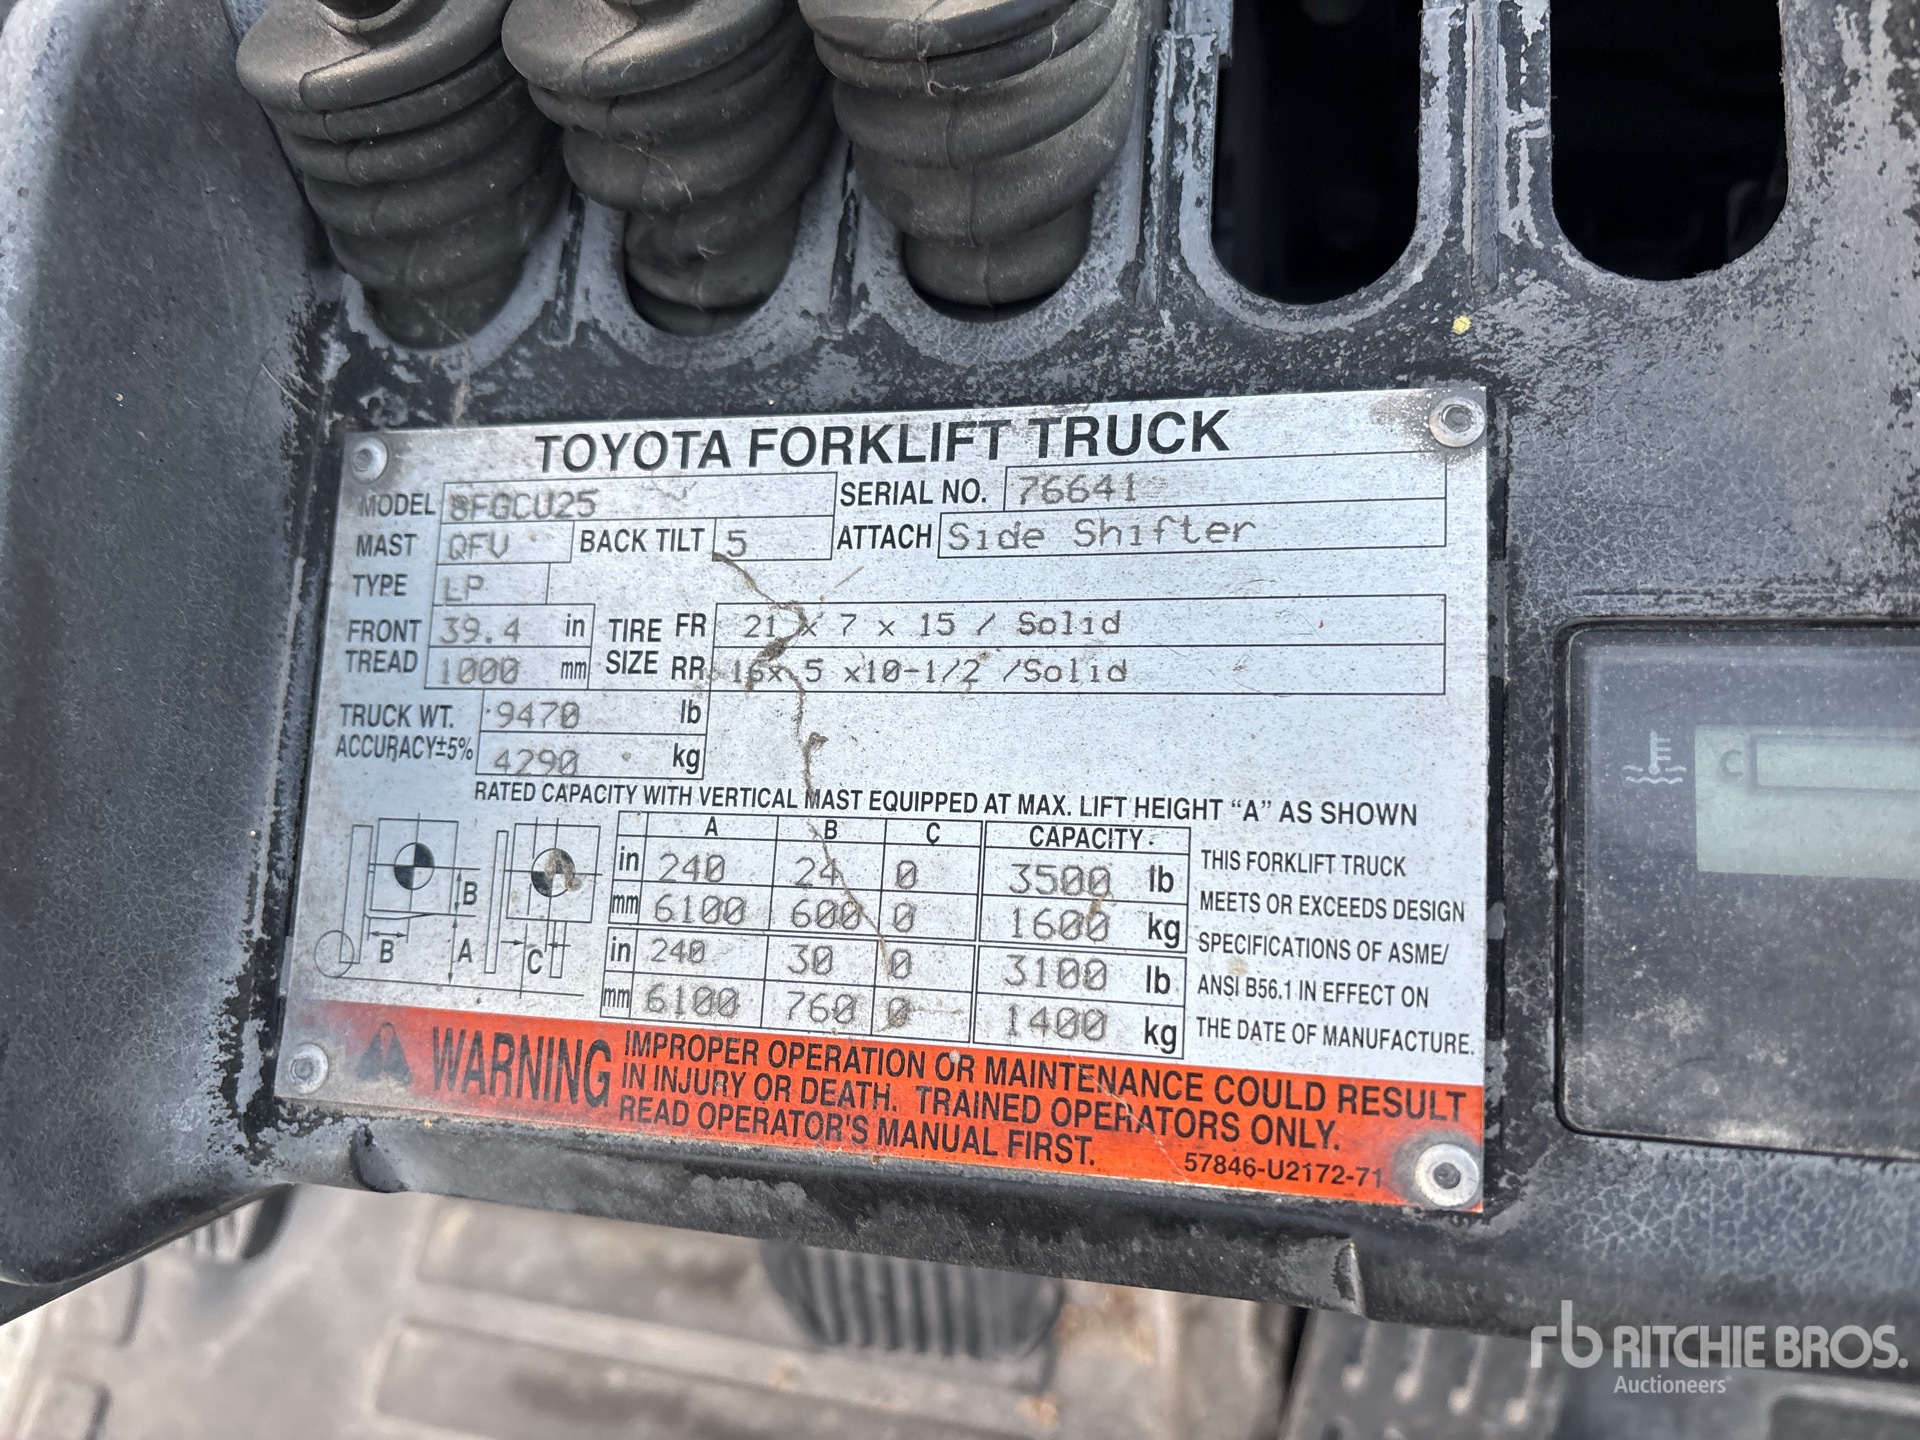 TOYOTA FORKLIFT TRUCK
MODEL 8FGCU25 SERIAL NO. 76641
MAST QFV BACK TILT 5 ATTACH Side Shifter
TYPE LP
FRONT TREAD 39.4 in TIRE SIZE FR 21 x 7 x 15 / Solid
1000 mm RR 16x 5 x10-1/2 /Solid
TRUCK WT. 9470 lb
ACCURACY±5% 4290 kg
RATED CAPACITY WITH VERTICAL MAST EQUIPPED AT MAX. LIFT HEIGHT "A" AS SHOWN
A B C CAPACITY
in 240 24 0 3500 lb
mm 6100 600 0 1600 kg
in 240 30 0 3100 lb
mm 6100 760 0 1400 kg
B
B A C
THIS FORKLIFT TRUCK
MEETS OR EXCEEDS DESIGN
SPECIFICATIONS OF ASME/
ANSI B56.1 IN EFFECT ON
THE DATE OF MANUFACTURE.
WARNING IMPROPER OPERATION OR MAINTENANCE COULD RESULT
IN INJURY OR DEATH. TRAINED OPERATORS ONLY.
READ OPERATOR'S MANUAL FIRST.
57846-U2172-71
C
rb RITCHIE BROS.
Auctioneers